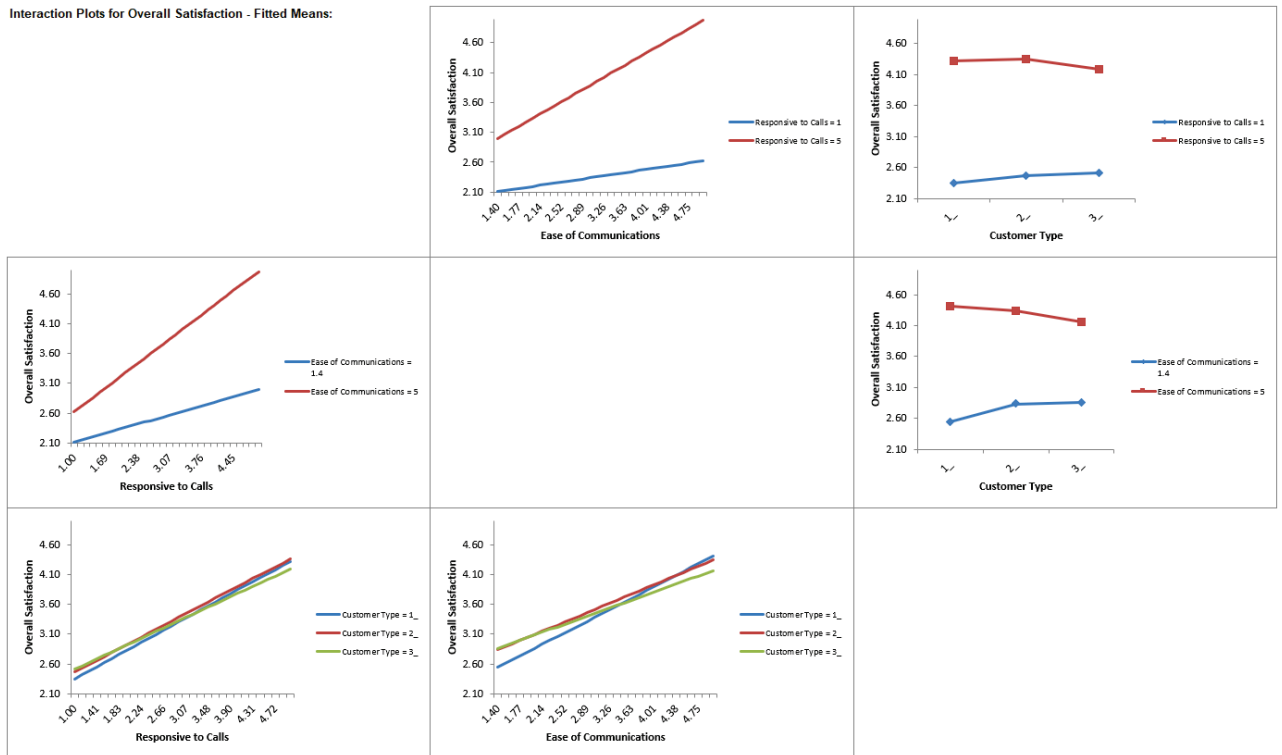 Interaction Plots for Overall Satisfaction - Fitted Means:
Overall Satisfaction
4.60
4.10
3.60
3.10
2.60
2.10
1.40
1.77
2.14
2.52
2.89
3.26
3.63
4.01
4.38
4.75
Ease of Communications
Responsive to Calls = 1
Responsive to Calls = 5
Overall Satisfaction
4.60
4.10
3.60
3.10
2.60
2.10
1_
2_
3_
Customer Type
Responsive to Calls = 1
Responsive to Calls = 5
Overall Satisfaction
4.60
4.10
3.60
3.10
2.60
2.10
1.00
1.69
2.38
3.07
3.76
4.45
Responsive to Calls
Ease of Communications =
1.4
Ease of Communications = 5
Overall Satisfaction
4.60
4.10
3.60
3.10
2.60
2.10
1_
2_
3_
Customer Type
Ease of Communications =
1.4
Ease of Communications = 5
Overall Satisfaction
4.60
4.10
3.60
3.10
2.60
2.10
1.00
1.41
1.83
2.24
2.66
3.07
3.48
3.90
4.31
4.72
Responsive to Calls
Customer Type = 1_
Customer Type = 2_
Customer Type = 3_
Overall Satisfaction
4.60
4.10
3.60
3.10
2.60
2.10
1.40
1.77
2.14
2.52
2.89
3.26
3.63
4.01
4.38
4.75
Ease of Communications
Customer Type = 1_
Customer Type = 2_
Customer Type = 3_